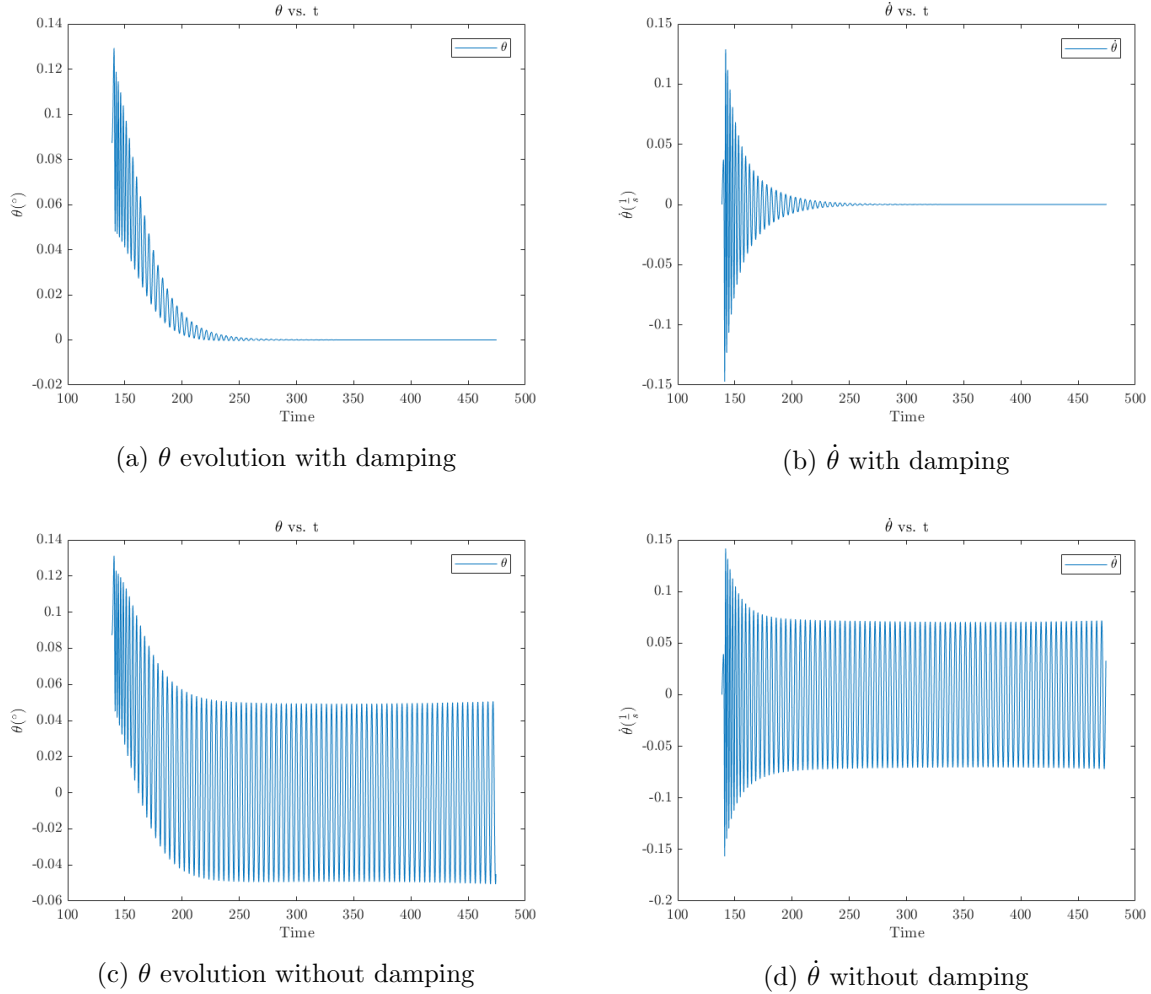 θ vs. t
θ
0.14
0.12
0.1
0.08
0.06
0.04
0.02
0
-0.02
θ(°)
100 150 200 250 300 350 400 450 500
Time
(a) θ evolution with damping
θ̇ vs. t
θ̇
0.15
0.1
0.05
0
-0.05
-0.1
-0.15
θ̇(1/s)
100 150 200 250 300 350 400 450 500
Time
(b) θ̇ with damping
θ vs. t
θ
0.14
0.12
0.1
0.08
0.06
0.04
0.02
0
-0.02
-0.04
-0.06
θ(°)
100 150 200 250 300 350 400 450 500
Time
(c) θ evolution without damping
θ̇ vs. t
θ̇
0.15
0.1
0.05
0
-0.05
-0.1
-0.15
-0.2
θ̇(1/s)
100 150 200 250 300 350 400 450 500
Time
(d) θ̇ without damping